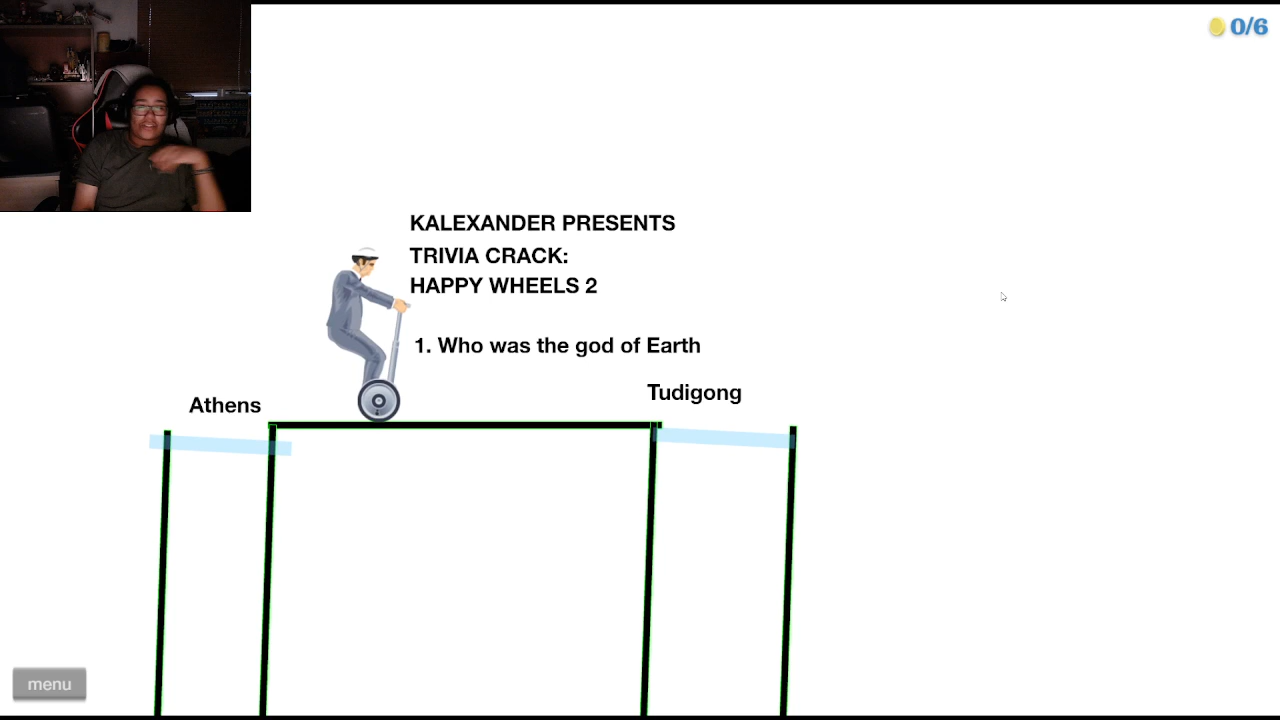 0/6
KALEXANDER PRESENTS
TRIVIA CRACK:
HAPPY WHEELS 2
1. Who was the god of Earth
Athens
Tudigong
menu